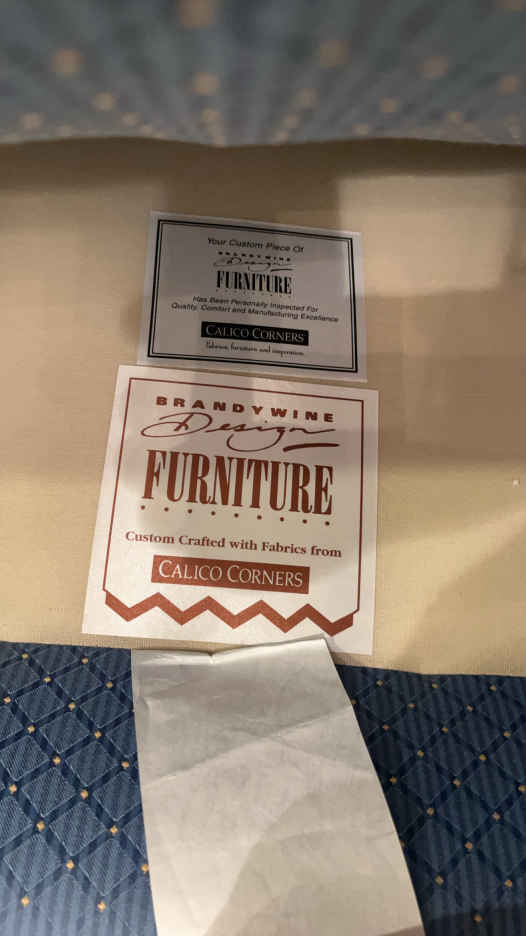 Your Custom Piece Of
BRANDYWINE
Design
FURNITURE
Has Been Personally Inspected For
Quality, Comfort and Manufacturing Excellence
CALICO CORNERS
Fabrics, furniture and inspiration.
BRANDYWINE
Design
FURNITURE
Custom Crafted with Fabrics from
CALICO CORNERS